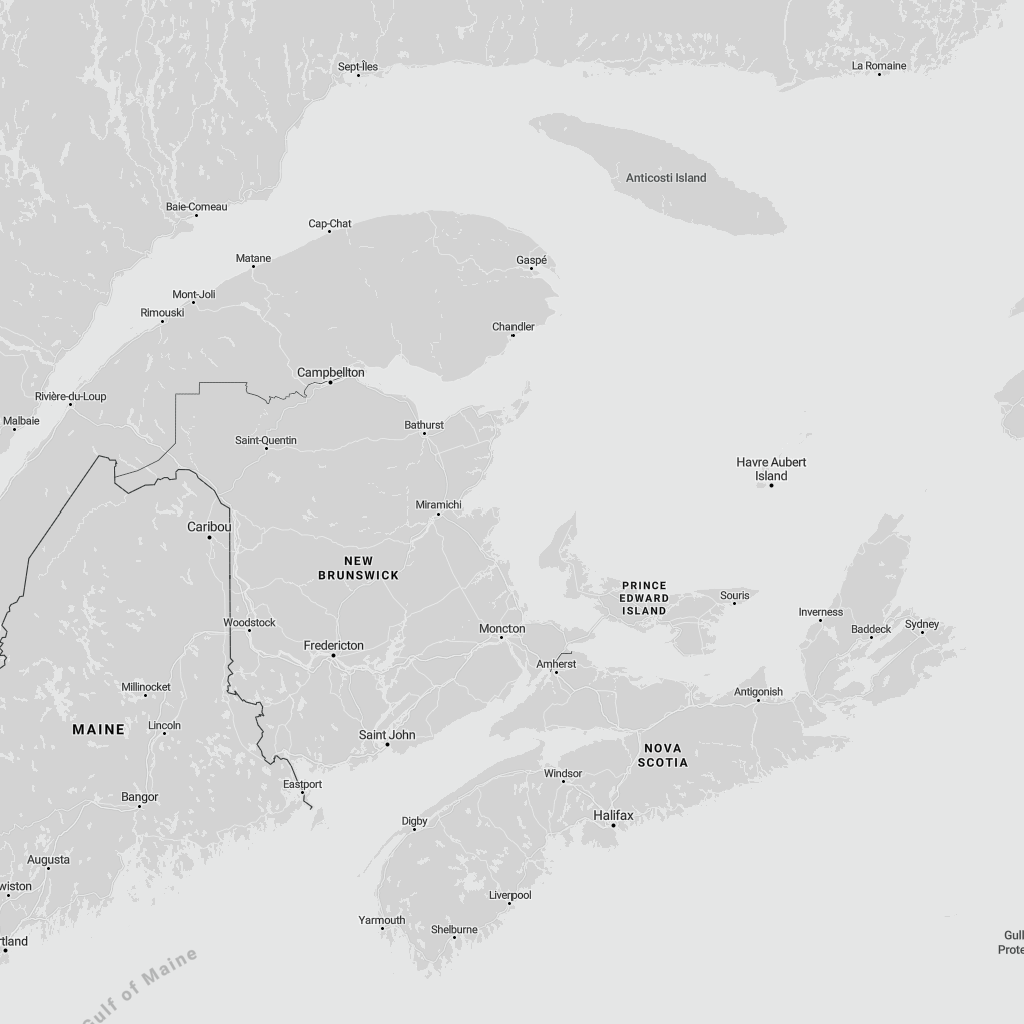 Sept-Îles
La Romaine
Anticosti Island
Baie-Comeau
Cap-Chat
Matane
Gaspé
Mont-Joli
Rimouski
Chandler
Campbellton
Rivière-du-Loup
Malbaie
Bathurst
Saint-Quentin
Havre Aubert
Island
Miramichi
Caribou
NEW
BRUNSWICK
PRINCE
EDWARD
ISLAND
Souris
Inverness
Woodstock
Moncton
Baddeck
Sydney
Fredericton
Amherst
Millinocket
Antigonish
MAINE
Lincoln
Saint John
NOVA
SCOTIA
Windsor
Eastport
Bangor
Halifax
Digby
Augusta
wiston
Liverpool
Yarmouth
Shelburne
tland
Gull
Prote
Gulf of Maine